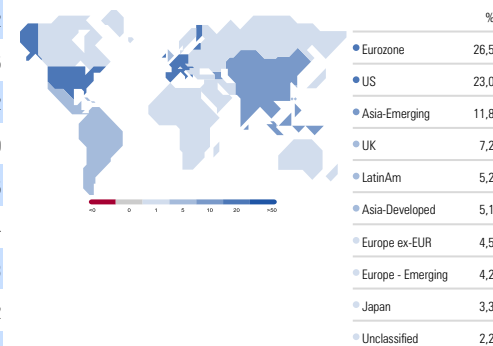 %
Eurozone 26,5
US 23,0
Asia-Emerging 11,8
UK 7,2
LatinAm 5,2
Asia-Developed 5,1
Europe ex-EUR 4,5
Europe - Emerging 4,2
Japan 3,3
Unclassified 2,2
<0 0 1 5 10 20 >50